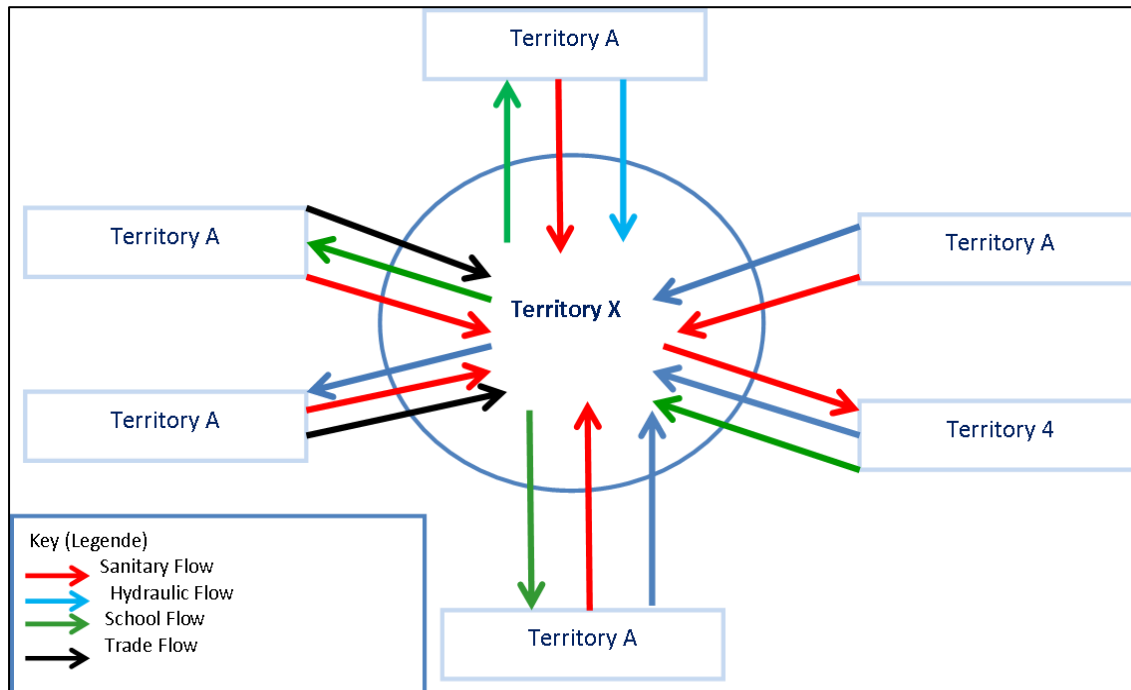 Territory A
Territory A
Territory A
Territory X
Territory A
Territory 4
Territory A
Key (Legende)
Sanitary Flow
Hydraulic Flow
School Flow
Trade Flow